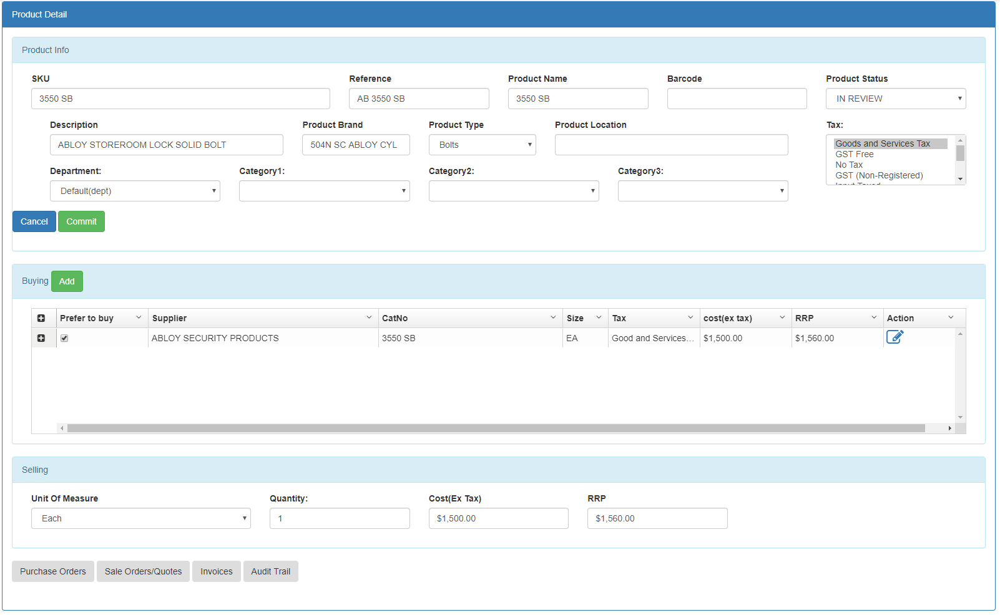 Product Detail
Product Info
SKU Reference Product Name Barcode Product Status
3550 SB AB 3550 SB 3550 SB IN REVIEW
Description Product Brand Product Type Product Location Tax:
ABLOY STOREROOM LOCK SOLID BOLT 504N SC ABLOY CYL Bolts
Goods and Services Tax
GST Free
No Tax
GST (Non-Registered)
Input Taxed
Department: Category1: Category2: Category3:
Default(dept)
Cancel Commit
Buying Add
Prefer to buy Supplier CatNo Size Tax cost(ex tax) RRP Action
ABLOY SECURITY PRODUCTS 3550 SB EA Good and Services... $1,500.00 $1,560.00
Selling
Unit Of Measure Quantity: Cost(Ex Tax) RRP
Each 1 $1,500.00 $1,560.00
Purchase Orders Sale Orders/Quotes Invoices Audit Trail